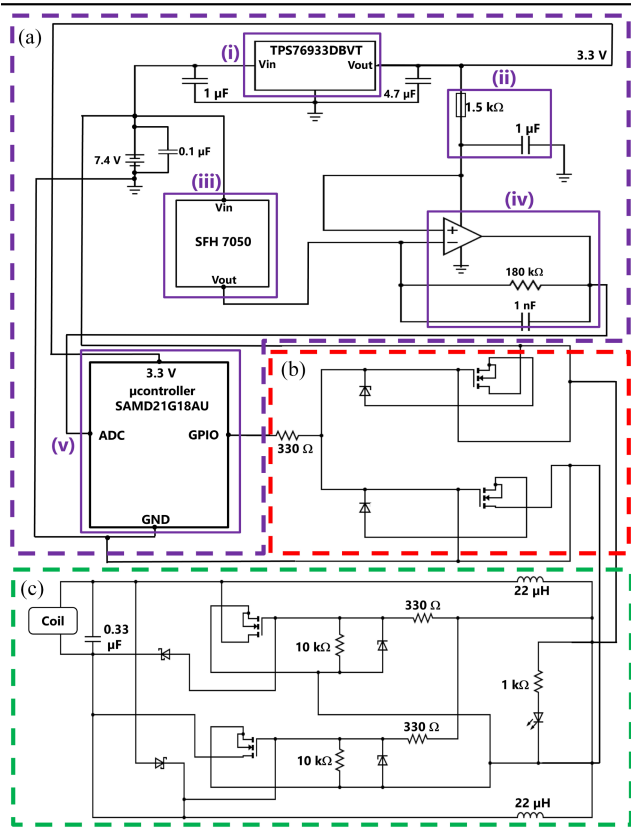 (a)
(i)
TPS76933DBVT
Vin
Vout
3.3 V
1 µF
4.7 µF
(ii)
1.5 kΩ
1 µF
7.4 V
0.1 µF
(iii)
Vin
SFH 7050
Vout
(iv)
+
−
180 kΩ
1 nF
3.3 V
µcontroller
SAMD21G18AU
(v)
ADC
GPIO
GND
(b)
330 Ω
(c)
Coil
0.33
µF
22 µH
330 Ω
10 kΩ
1 kΩ
330 Ω
10 kΩ
22 µH